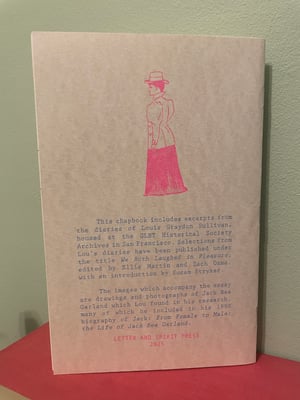 This chapbook includes excerpts from
the diaries of Louis Graydon Sullivan,
housed at the GLBT Historical Society
Archives in San Francisco. Selections from
Lou's diaries have been published under
the title We Both Laughed in Pleasure,
edited by Ellis Martin and Zach Ozma,
with an introduction by Susan Stryker.
The images which accompany the essay
are drawings and photographs of Jack Bee
Garland which Lou found in his research,
many of which he included in his 1990
biography of Jack: From Female to Male:
the Life of Jack Bee Garland.
LETTER AND SPIRIT PRESS